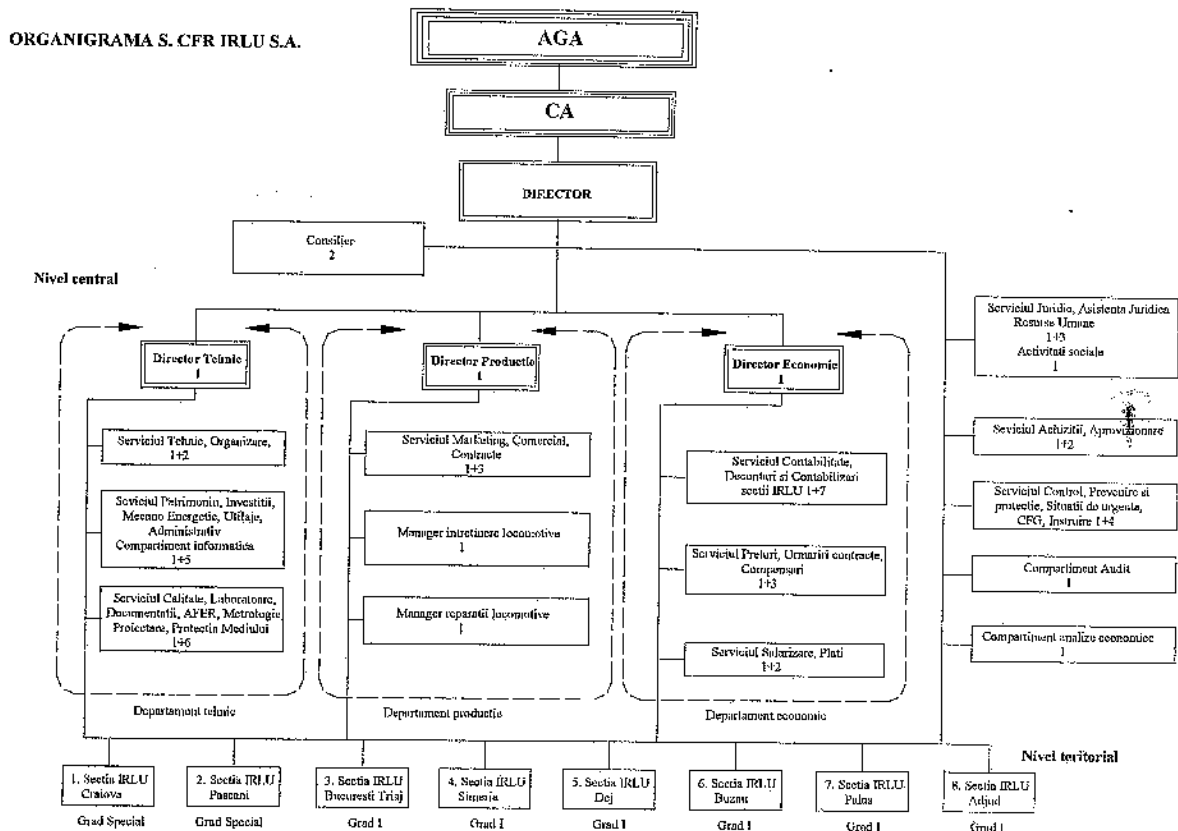 ORGANIGRAMA S. CFR IRLU S.A.
AGA
CA
DIRECTOR
Consilier
2
Nivel central
Director Tehnic
1
Director Productie
1
Director Economic
1
Serviciul Juridic, Asistenta Juridica
Resurse Umane
1+3
Activitati sociale
1
Serviciul Tehnic, Organizare,
1+2
Serviciul Marketing, Comercial,
Contracte
1+3
Seviciul Achizitii, Aprovizionare
1+2
Serviciul Contabilitate,
Deconturi si Contabilizari
sectii IRLU 1+7
Seviciul Patrimoniu, Investitii,
Mecano Energetic, Utilaje,
Administrativ
Compartiment informatica
1+5
Manager intretinere locomotive
1
Serviciul Control, Prevenire si
protectie, Situatii de urgenta,
CFG, Instruire 1+4
Serviciul Preturi, Urmariri contracte,
Compensari
1+3
Compartiment Audit
1
Serviciul Calitate, Laboratoare,
Documentatii, AFER, Metrologie
Proiectare, Protectia Mediului
1+6
Manager reparatii locomotive
1
Serviciul Salarizare, Plati
1+2
Compartiment analize economice
1
Departament tehnic
Departament productie
Departament economic
Nivel teritorial
1. Sectia IRLU
Craiova
2. Sectia IRLU
Pascani
3. Sectia IRLU
Bucuresti Triaj
4. Sectia IRLU
Simeria
5. Sectia IRLU
Dej
6. Sectia IRLU
Buzau
7. Sectia IRLU
Palas
8. Sectia IRLU
Adjud
Grad Special
Grad Special
Grad I
Grad I
Grad I
Grad I
Grad I
Grad I